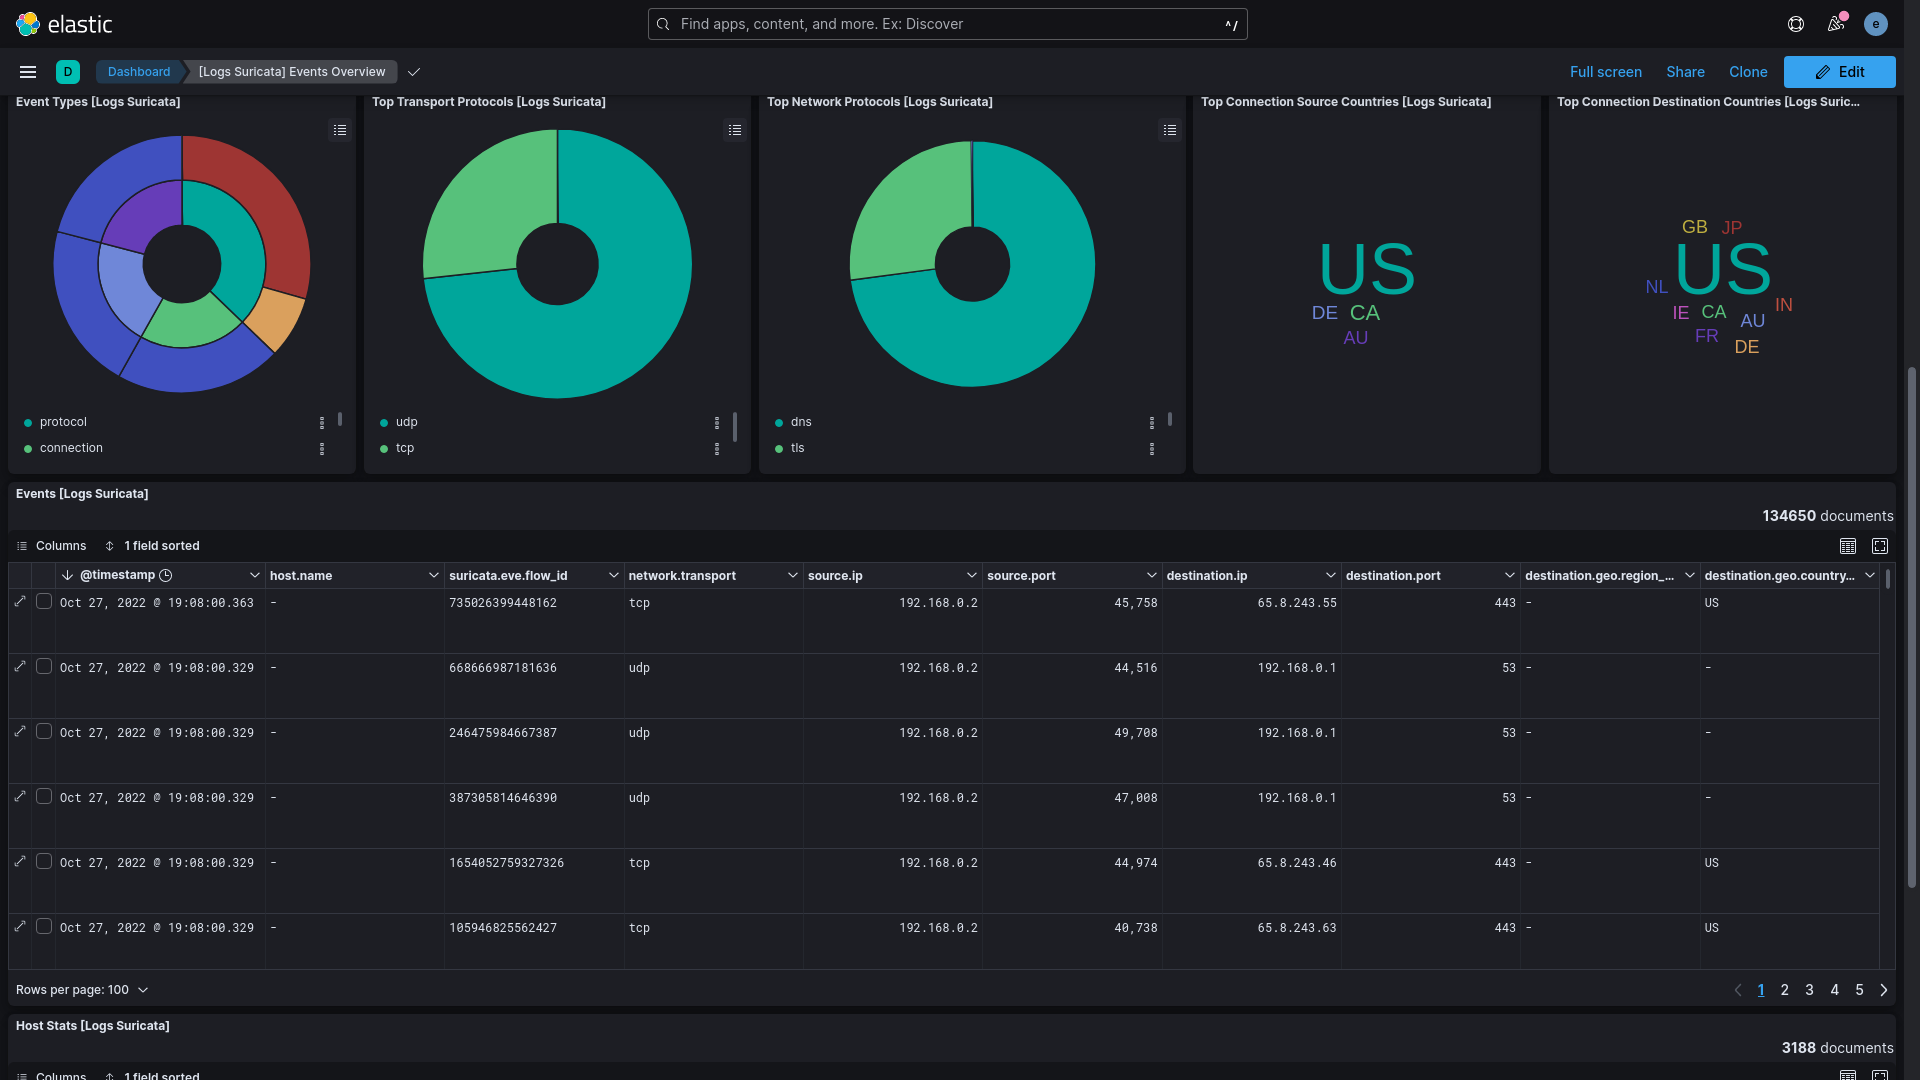 elastic
Find apps, content, and more. Ex: Discover
^/
e
D
Dashboard
[Logs Suricata] Events Overview
Full screen
Share
Clone
Edit
Event Types [Logs Suricata]
protocol
connection
Top Transport Protocols [Logs Suricata]
udp
tcp
Top Network Protocols [Logs Suricata]
dns
tls
Top Connection Source Countries [Logs Suricata]
US
DE CA
AU
Top Connection Destination Countries [Logs Suric...
GB JP
US
NL
IN
IE CA AU
FR
DE
Events [Logs Suricata]
134650 documents
Columns 1 field sorted
@timestamp host.name suricata.eve.flow_id network.transport source.ip source.port destination.ip destination.port destination.geo.region_... destination.geo.country...
Oct 27, 2022 @ 19:08:00.363 - 735026399448162 tcp 192.168.0.2 45,758 65.8.243.55 443 - US
Oct 27, 2022 @ 19:08:00.329 - 668666987181636 udp 192.168.0.2 44,516 192.168.0.1 53 - -
Oct 27, 2022 @ 19:08:00.329 - 246475984667387 udp 192.168.0.2 49,708 192.168.0.1 53 - -
Oct 27, 2022 @ 19:08:00.329 - 387305814646390 udp 192.168.0.2 47,008 192.168.0.1 53 - -
Oct 27, 2022 @ 19:08:00.329 - 1654052759327326 tcp 192.168.0.2 44,974 65.8.243.46 443 - US
Oct 27, 2022 @ 19:08:00.329 - 105946825562427 tcp 192.168.0.2 40,738 65.8.243.63 443 - US
Rows per page: 100
1 2 3 4 5
Host Stats [Logs Suricata]
3188 documents
Columns 1 field sorted